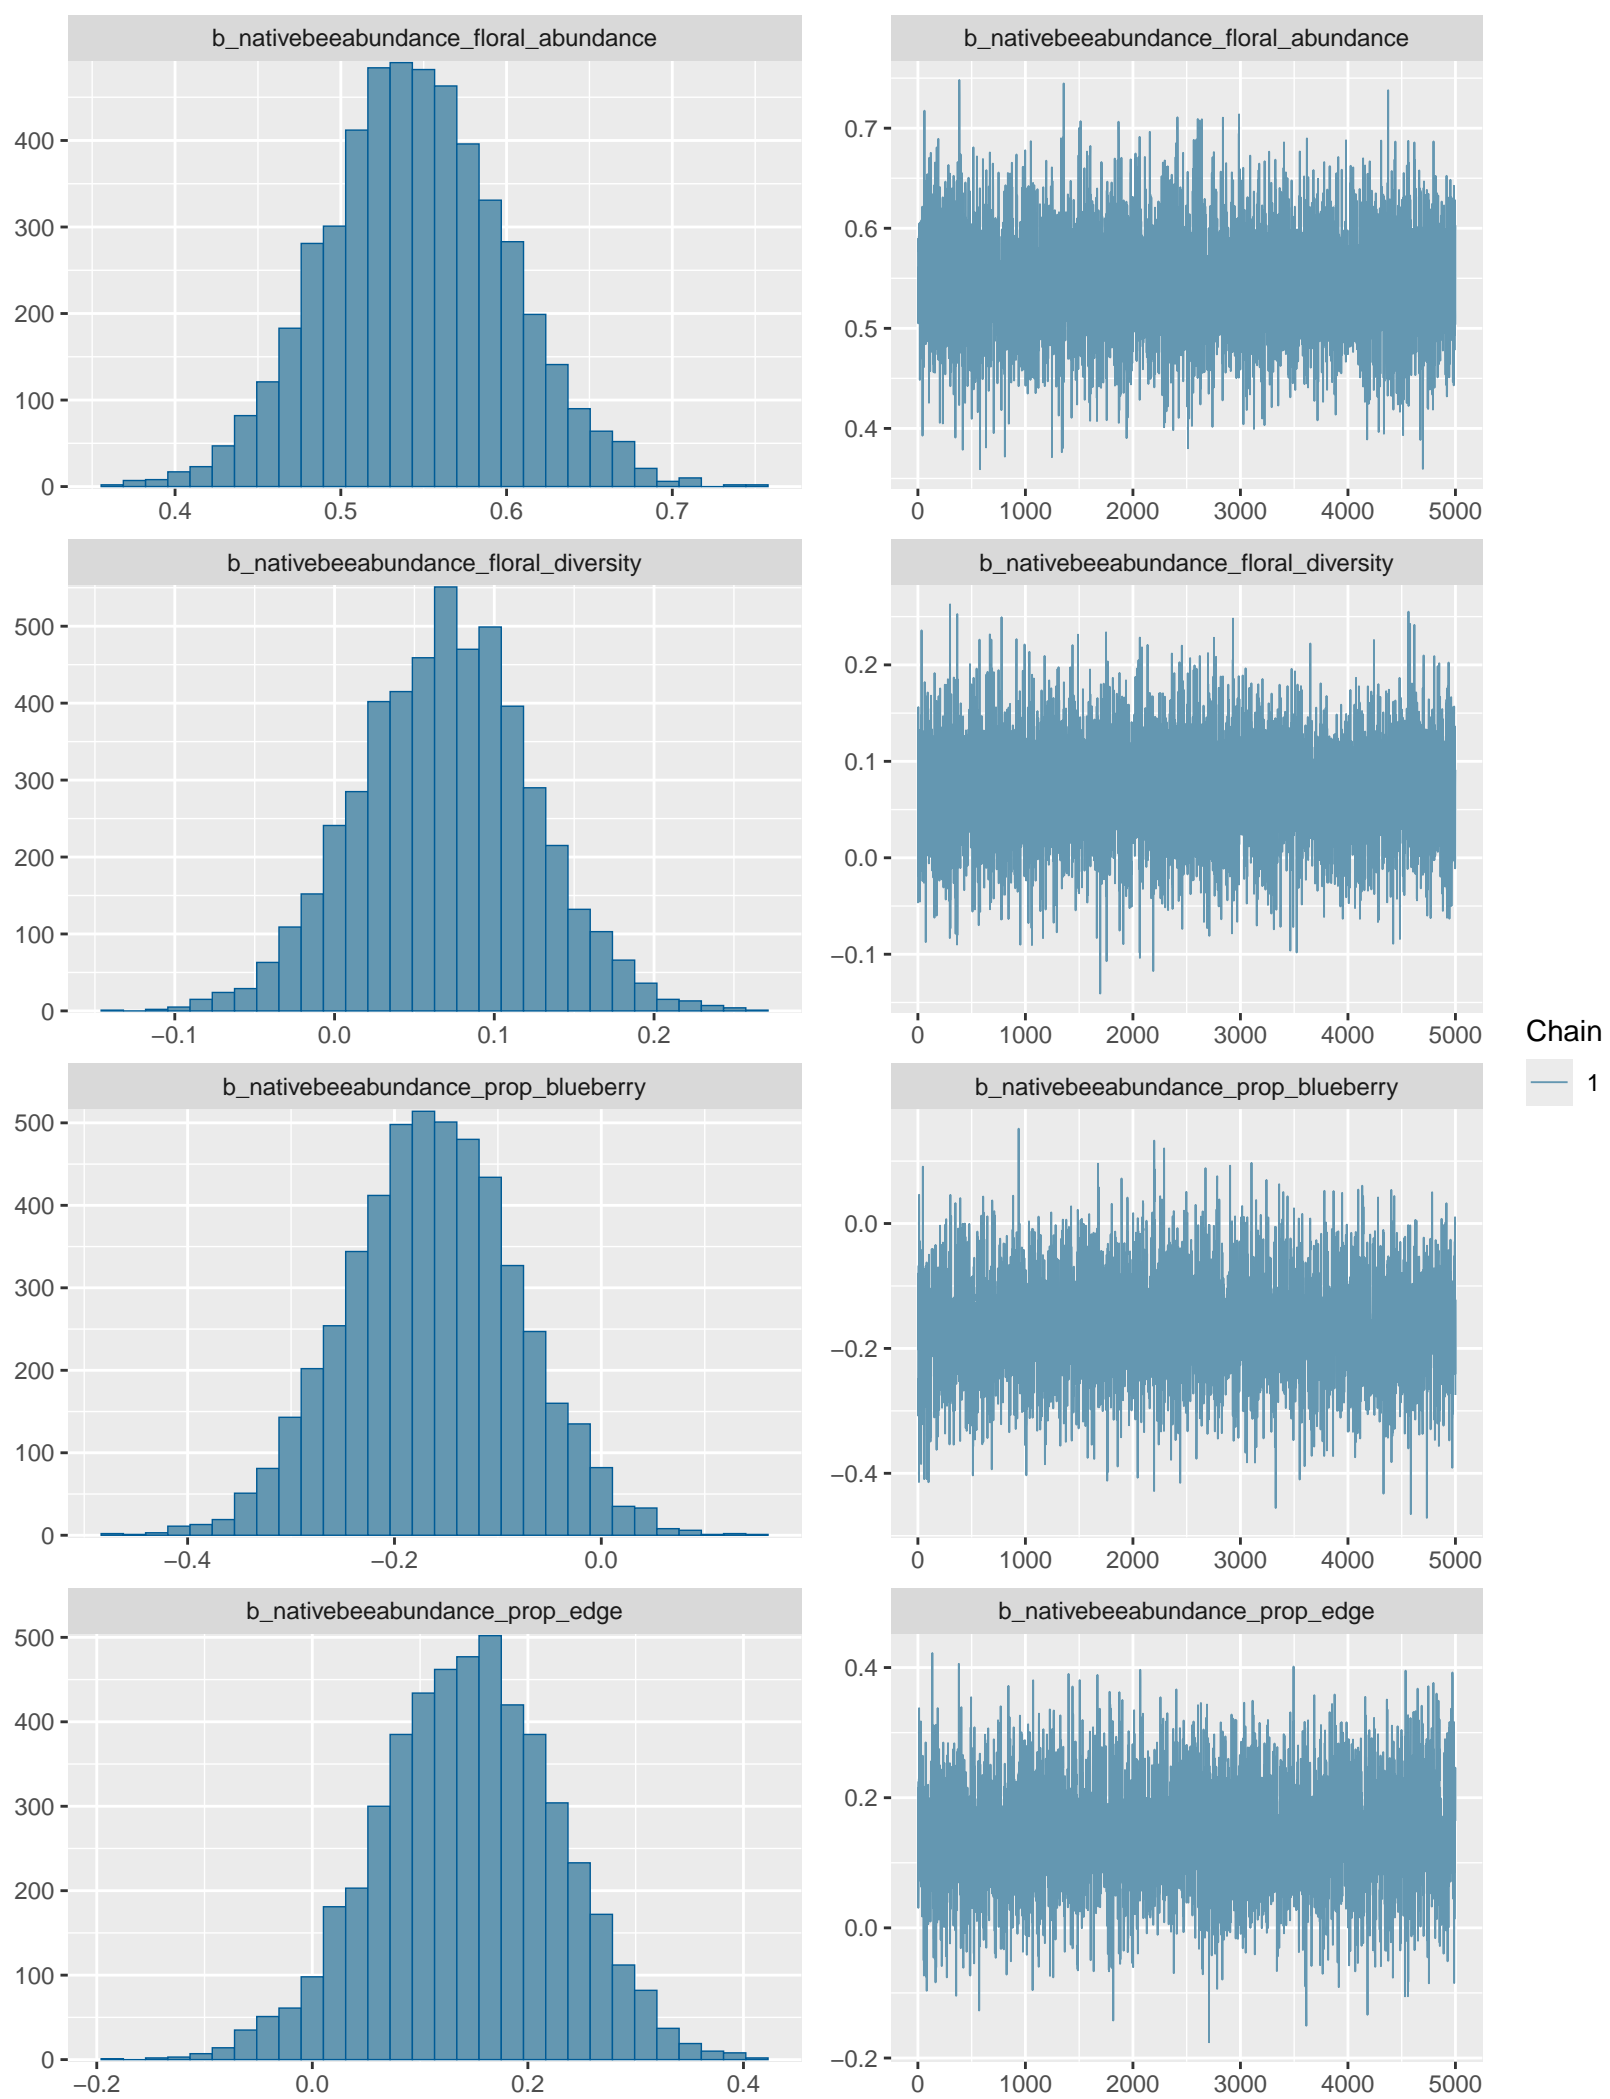 b_nativebeeabundance_floral_abundance
b_nativebeeabundance_floral_abundance
400
300
200
100
0
0.4 0.5 0.6 0.7
0.7
0.6
0.5
0.4
0 1000 2000 3000 4000 5000
b_nativebeeabundance_floral_diversity
b_nativebeeabundance_floral_diversity
500
400
300
200
100
0
−0.1 0.0 0.1 0.2
0.2
0.1
0.0
−0.1
0 1000 2000 3000 4000 5000
Chain
1
b_nativebeeabundance_prop_blueberry
b_nativebeeabundance_prop_blueberry
500
400
300
200
100
0
−0.4 −0.2 0.0
0.0
−0.2
−0.4
0 1000 2000 3000 4000 5000
b_nativebeeabundance_prop_edge
b_nativebeeabundance_prop_edge
500
400
300
200
100
0
−0.2 0.0 0.2 0.4
0.4
0.2
0.0
−0.2
0 1000 2000 3000 4000 5000